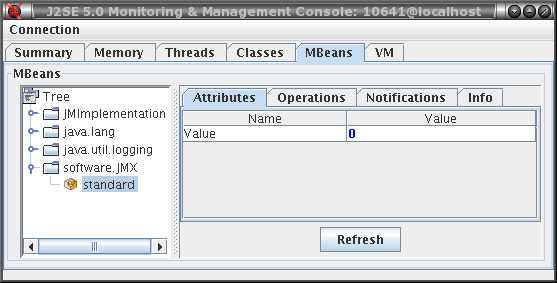 J2SE 5.0 Monitoring & Management Console: 10641@localhost
Connection
Summary Memory Threads Classes MBeans VM
MBeans
Tree
JMImplementation
java.lang
java.util.logging
software.JMX
standard
Attributes Operations Notifications Info
Name Value
Value 0
Refresh